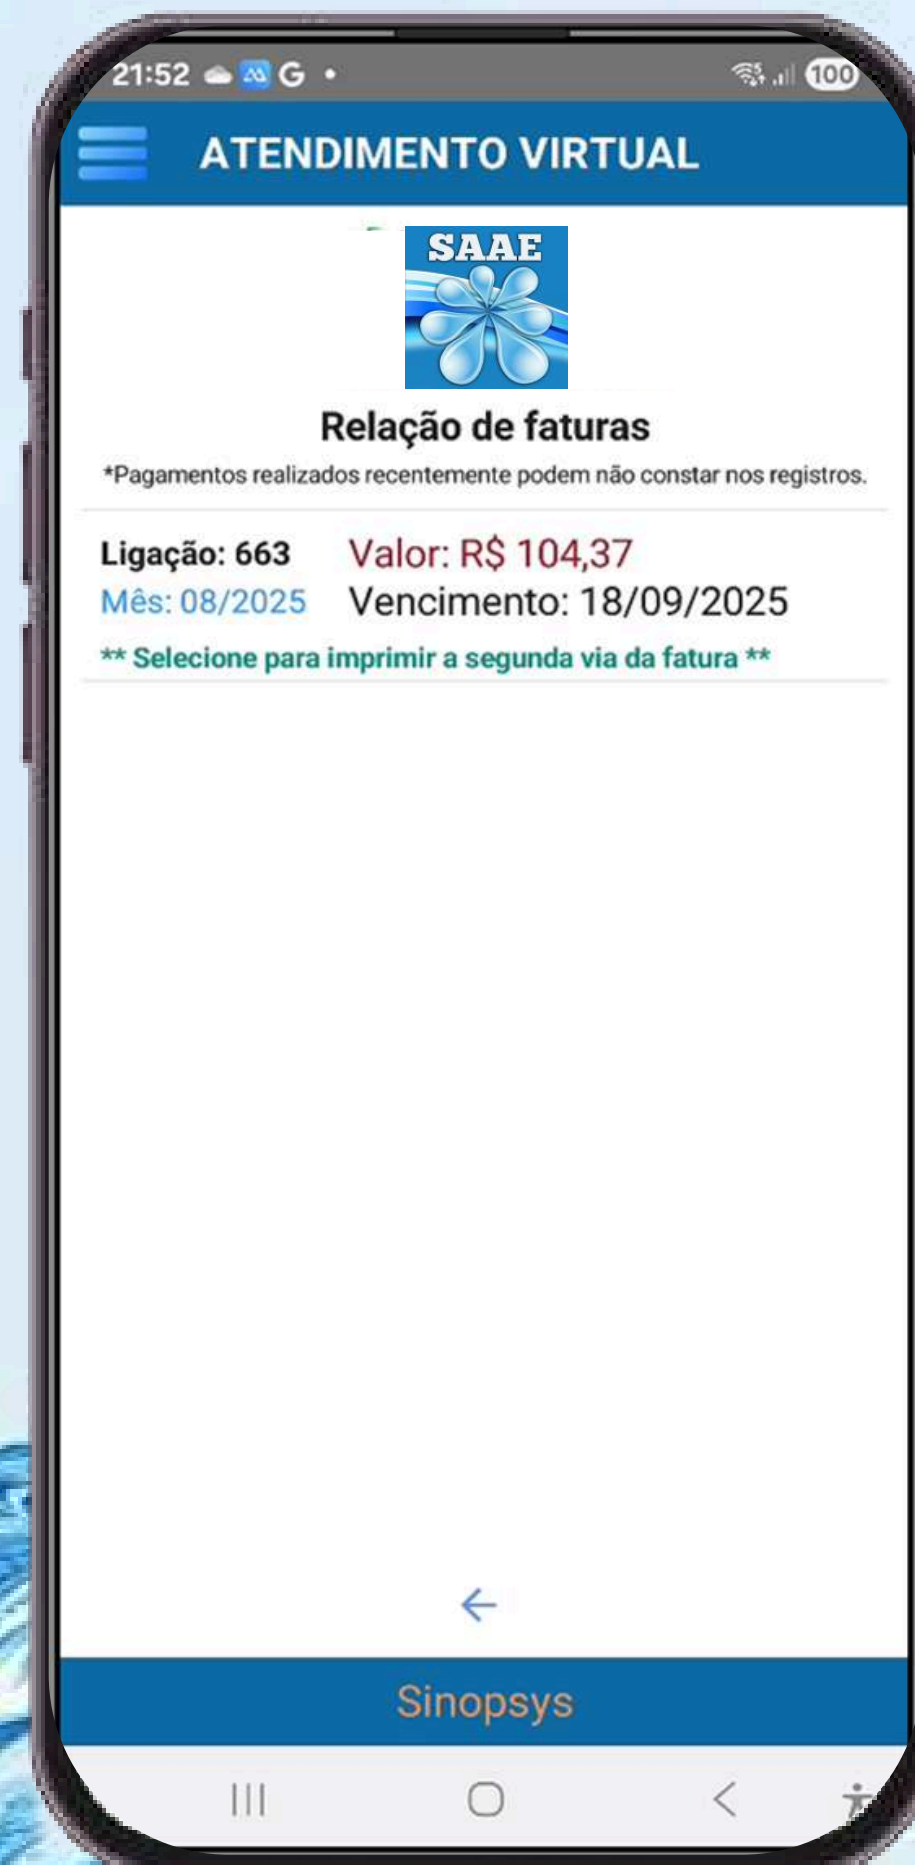 21:52 G
100
ATENDIMENTO VIRTUAL
SAAE
Relação de faturas
*Pagamentos realizados recentemente podem não constar nos registros.
Ligação: 663 Valor: R$ 104,37
Mês: 08/2025 Vencimento: 18/09/2025
** Selecione para imprimir a segunda via da fatura **
Sinopsys